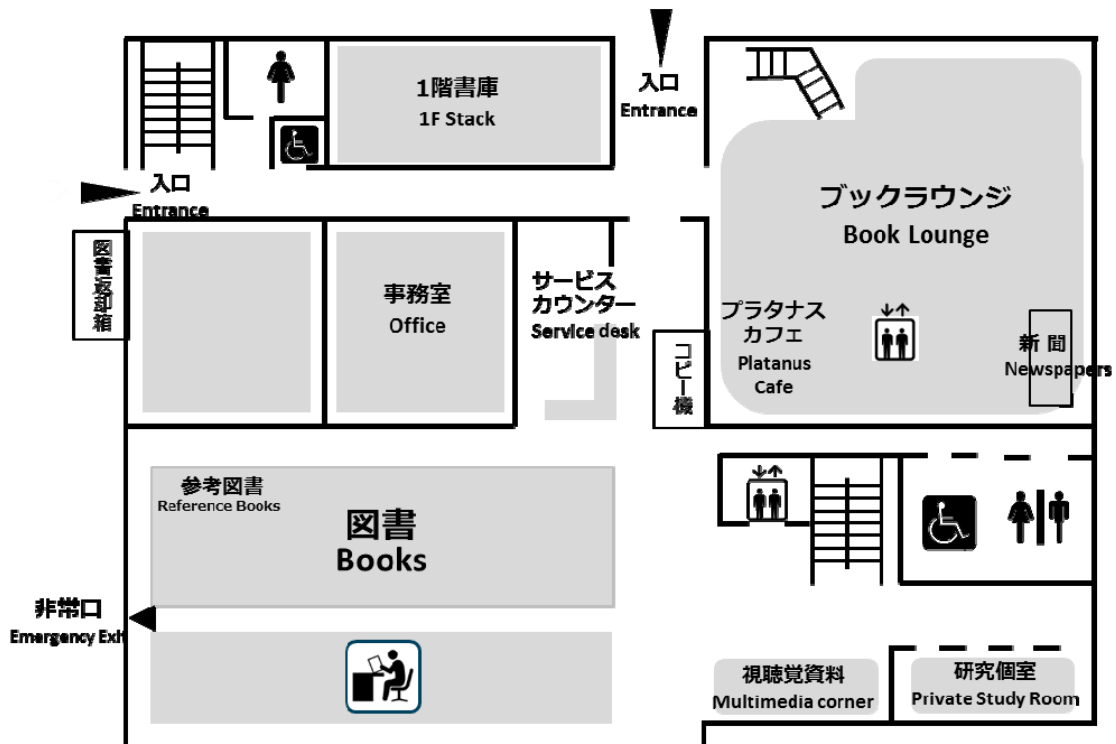 入口
Entrance
1階書庫
1F Stack
入口
Entrance
図書返却箱
事務室
Office
サービス
カウンター
Service desk
コピー機
ブックラウンジ
Book Lounge
プラタナス
カフェ
Platanus
Cafe
新聞
Newspapers
参考図書
Reference Books
図書
Books
非常口
Emergency Exit
視聴覚資料
Multimedia corner
研究個室
Private Study Room